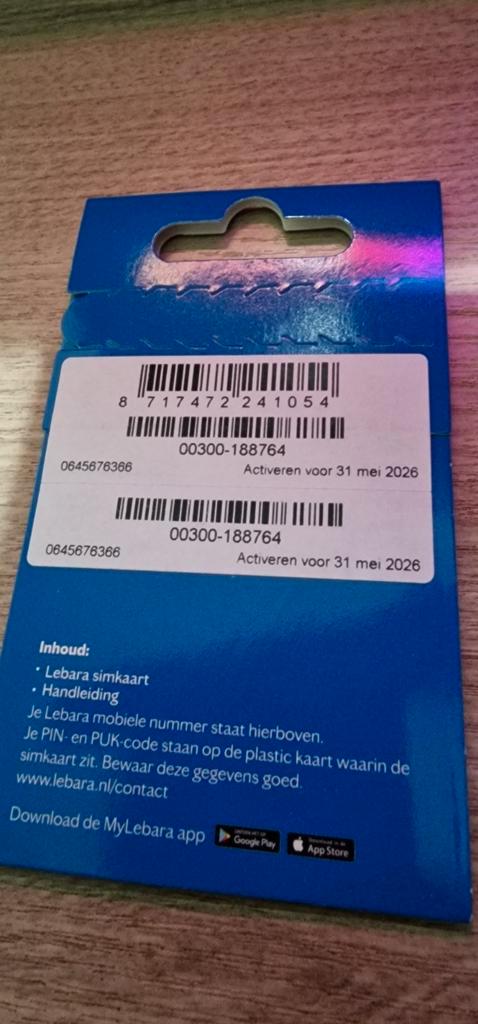 8 717472 241054
00300-188764
0645676366 Activeren voor 31 mei 2026
00300-188764
0645676366 Activeren voor 31 mei 2026
Inhoud:
• Lebara simkaart
• Handleiding
Je Lebara mobiele nummer staat hierboven.
Je PIN- en PUK-code staan op de plastic kaart waarin de
simkaart zit. Bewaar deze gegevens goed.
www.lebara.nl/contact
Download de MyLebara app
Google Play
App Store